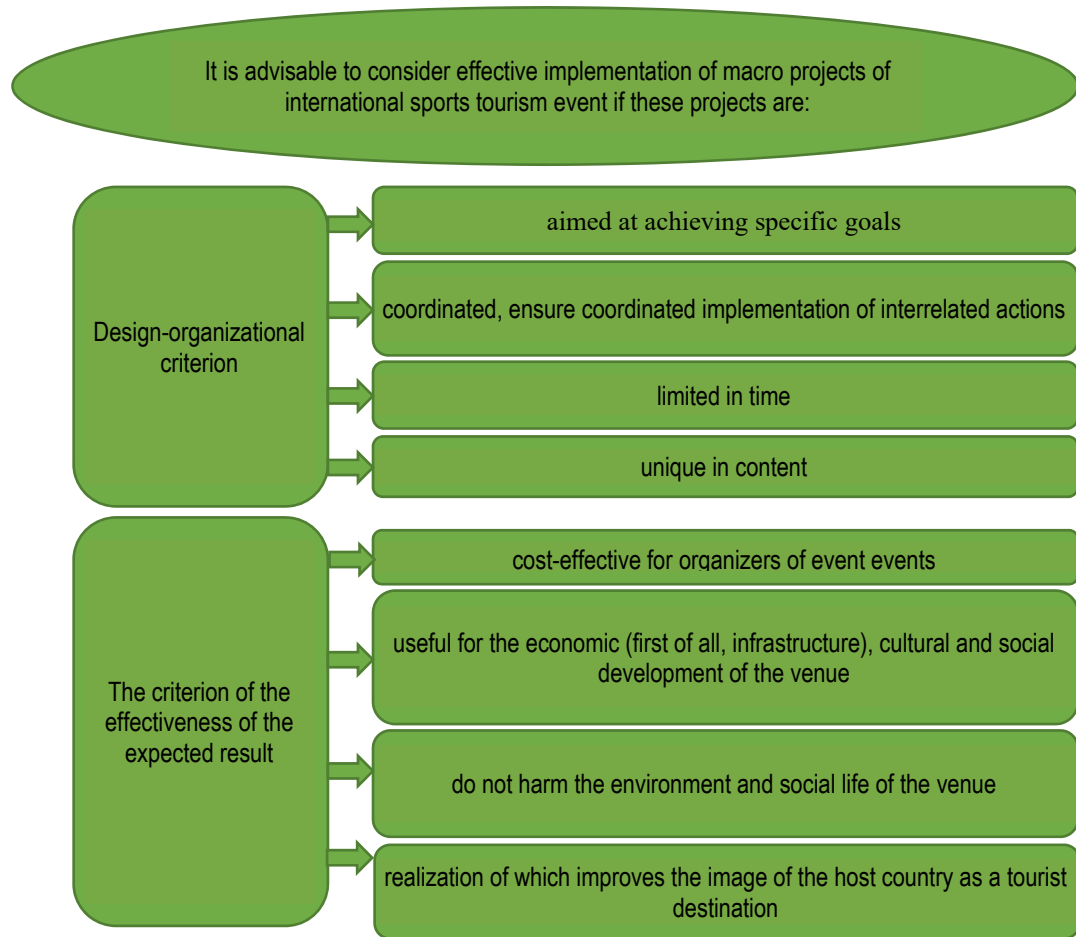 It is advisable to consider effective implementation of macro projects of
international sports tourism event if these projects are:
Design-organizational
criterion
aimed at achieving specific goals
coordinated, ensure coordinated implementation of interrelated actions
limited in time
unique in content
The criterion of the
effectiveness of the
expected result
cost-effective for organizers of event events
useful for the economic (first of all, infrastructure), cultural and social
development of the venue
do not harm the environment and social life of the venue
realization of which improves the image of the host country as a tourist
destination